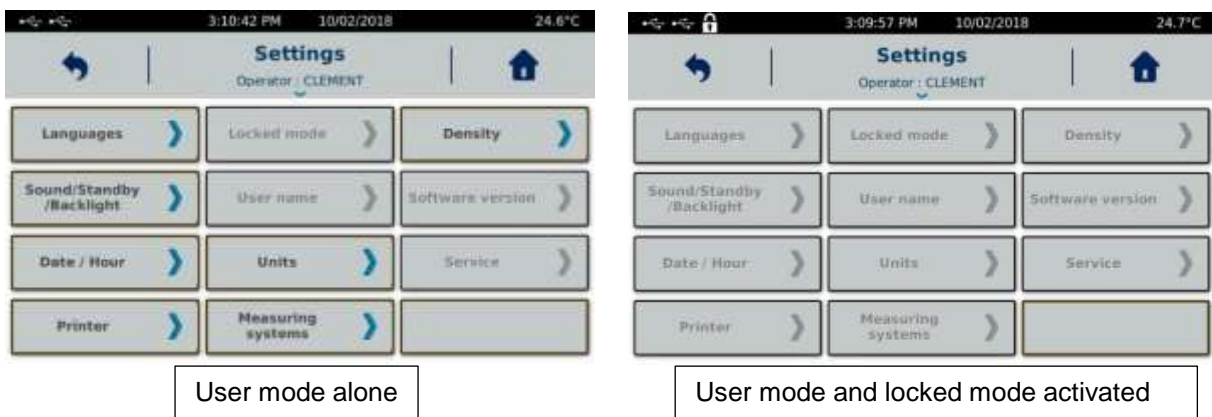 3:10:42 PM 10/02/2018 24.6°C
Settings
Operator : CLEMENT
Languages
Locked mode
Density
Sound/Standby
/Backlight
User name
Software version
Date / Hour
Units
Service
Printer
Measuring
systems
User mode alone
3:09:57 PM 10/02/2018 24.7°C
Settings
Operator : CLEMENT
Languages
Locked mode
Density
Sound/Standby
/Backlight
User name
Software version
Date / Hour
Units
Service
Printer
Measuring
systems
User mode and locked mode activated